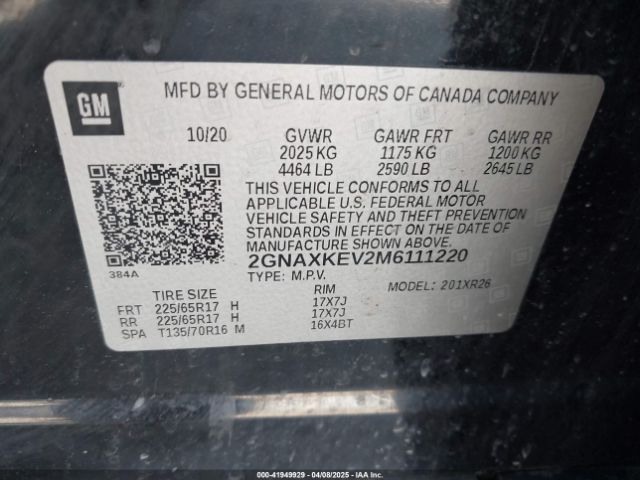 GM
MFD BY GENERAL MOTORS OF CANADA COMPANY
10/20 GVWR GAWR FRT GAWR RR
2025 KG 1175 KG 1200 KG
4464 LB 2590 LB 2645 LB
THIS VEHICLE CONFORMS TO ALL
APPLICABLE U.S. FEDERAL MOTOR
VEHICLE SAFETY AND THEFT PREVENTION
STANDARDS IN EFFECT ON THE DATE OF
MANUFACTURE SHOWN ABOVE.
384A
2GNAXKEV2M6111220
TYPE: M.P.V. MODEL: 201XR26
TIRE SIZE RIM
FRT 225/65R17 H 17X7J
RR 225/65R17 H 17X7J
SPA T135/70R16 M 16X4BT
000-41949929 - 04/08/2025 - IAAI.COM